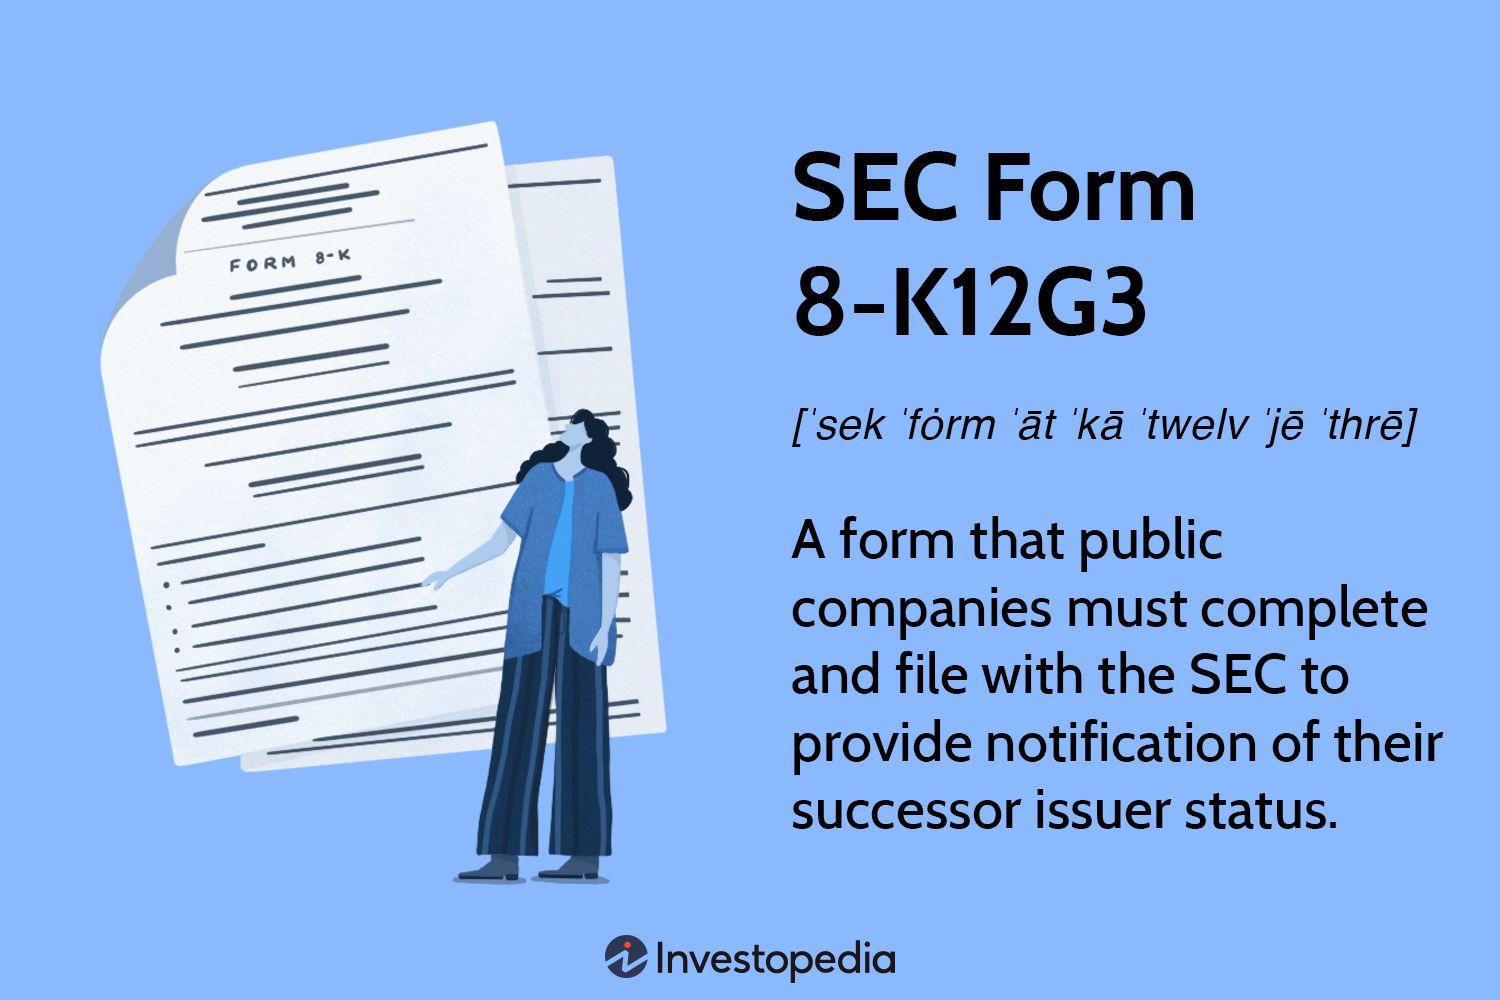 FORM 8-K
SEC Form
8-K12G3
[ˈsek ˈfȯrm ˈāt ˈkā ˈtwelv ˈjē ˈthrē]
A form that public
companies must complete
and file with the SEC to
provide notification of their
successor issuer status.
Investopedia